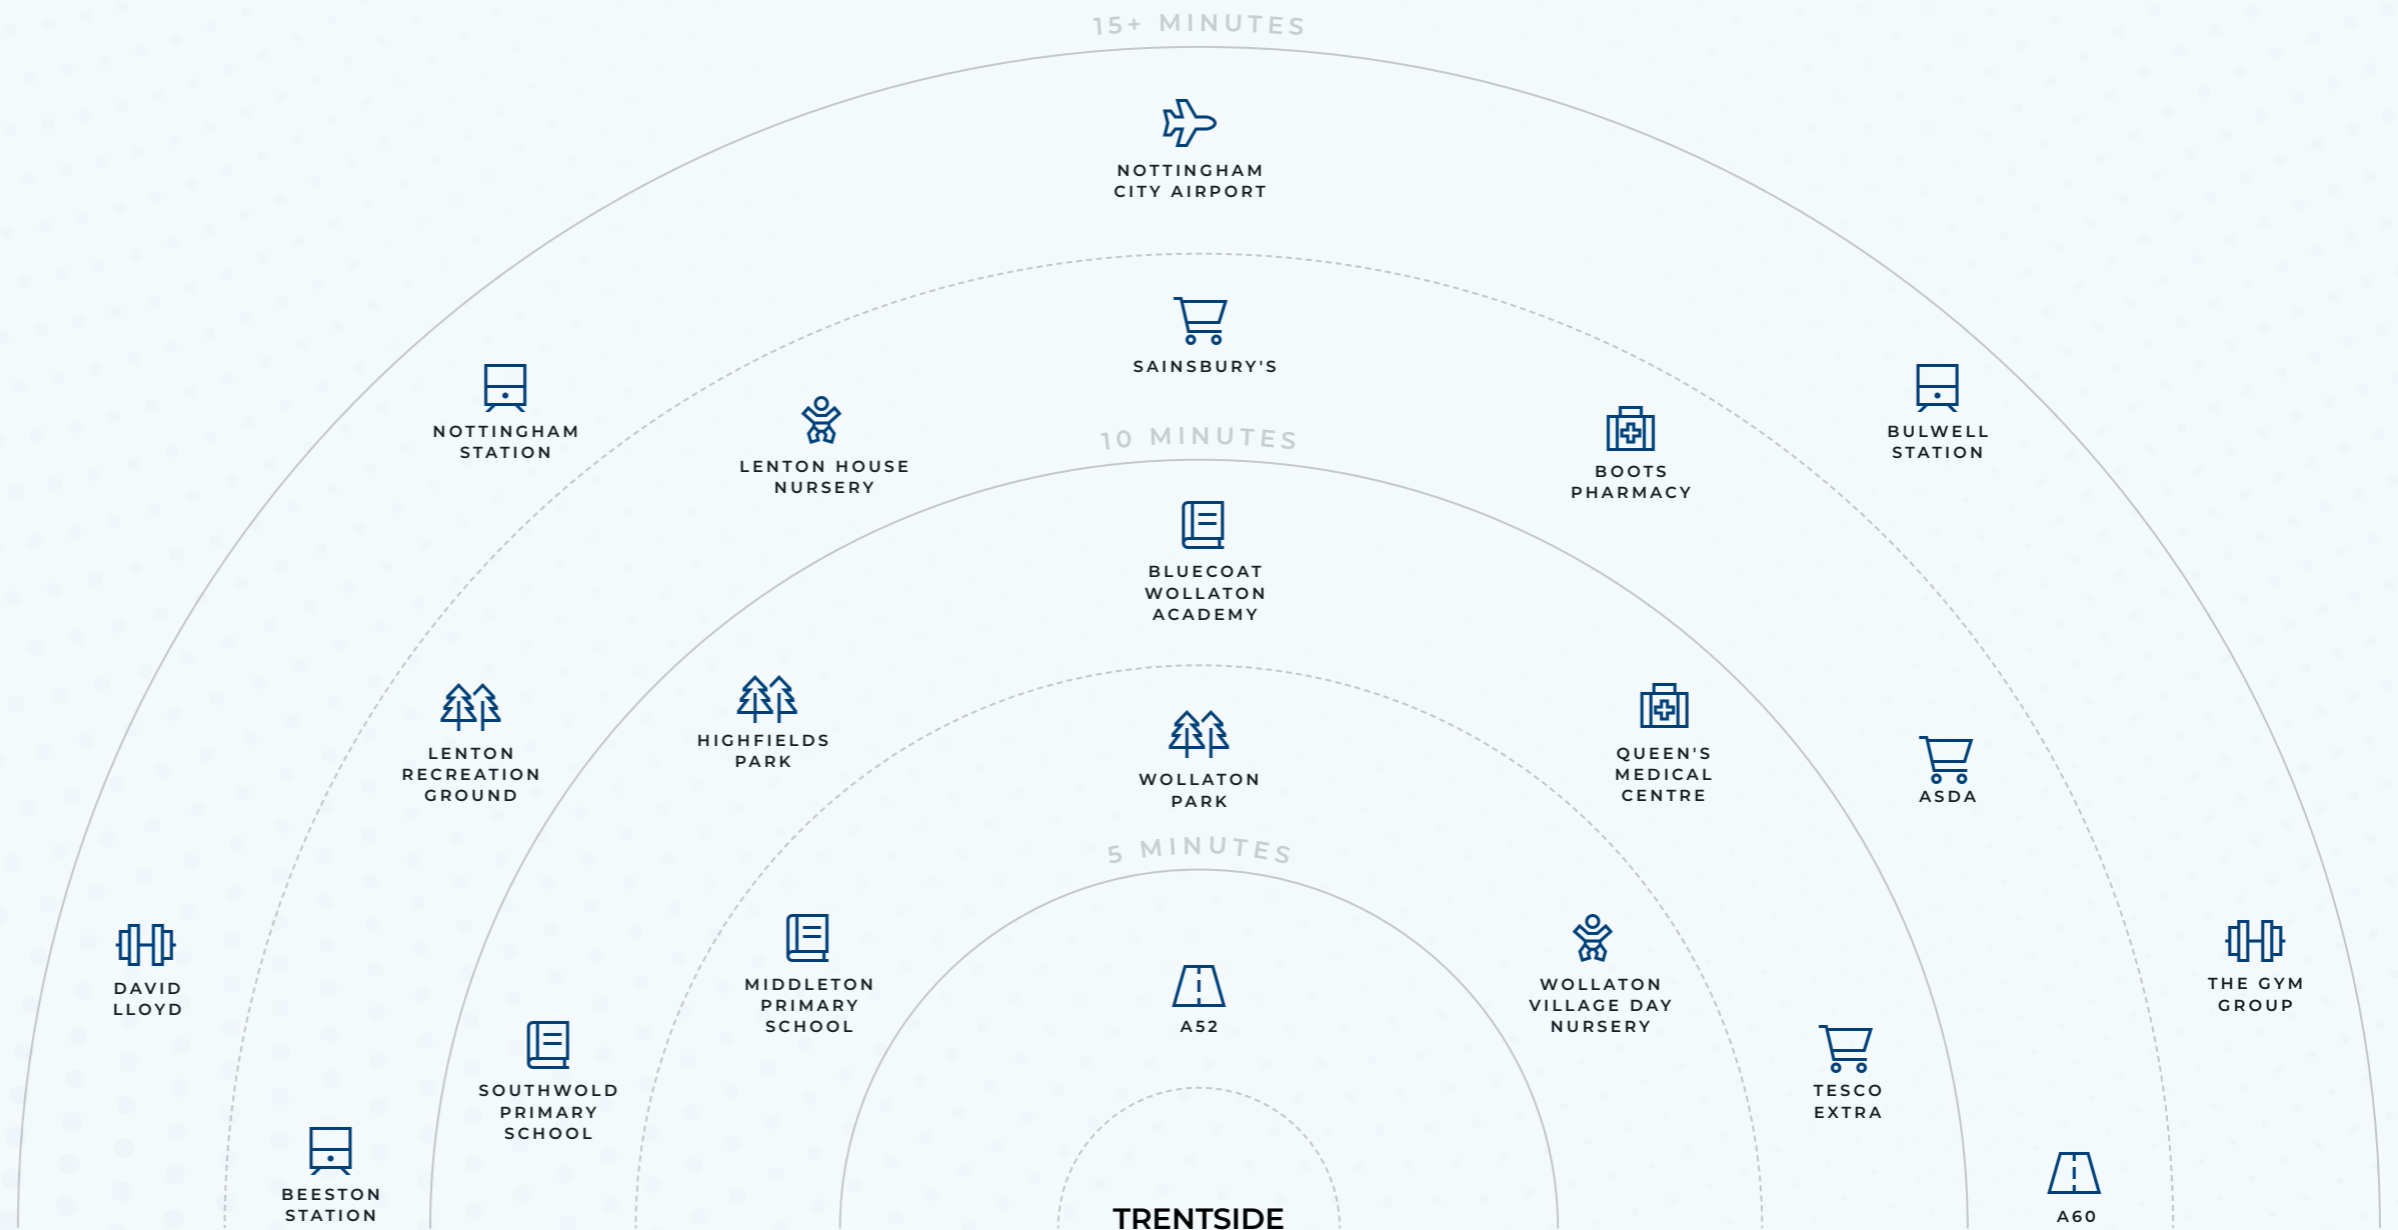 15+ MINUTES
NOTTINGHAM
CITY AIRPORT
SAINSBURY'S
NOTTINGHAM
STATION
LENTON HOUSE
NURSERY
BOOTS
PHARMACY
BULWELL
STATION
10 MINUTES
BLUECOAT
WOLLATON
ACADEMY
LENTON
RECREATION
GROUND
HIGHFIELDS
PARK
WOLLATON
PARK
QUEEN'S
MEDICAL
CENTRE
ASDA
5 MINUTES
DAVID
LLOYD
MIDDLETON
PRIMARY
SCHOOL
A52
WOLLATON
VILLAGE DAY
NURSERY
THE GYM
GROUP
SOUTHWOLD
PRIMARY
SCHOOL
TESCO
EXTRA
BEESTON
STATION
TRENTSIDE
A60